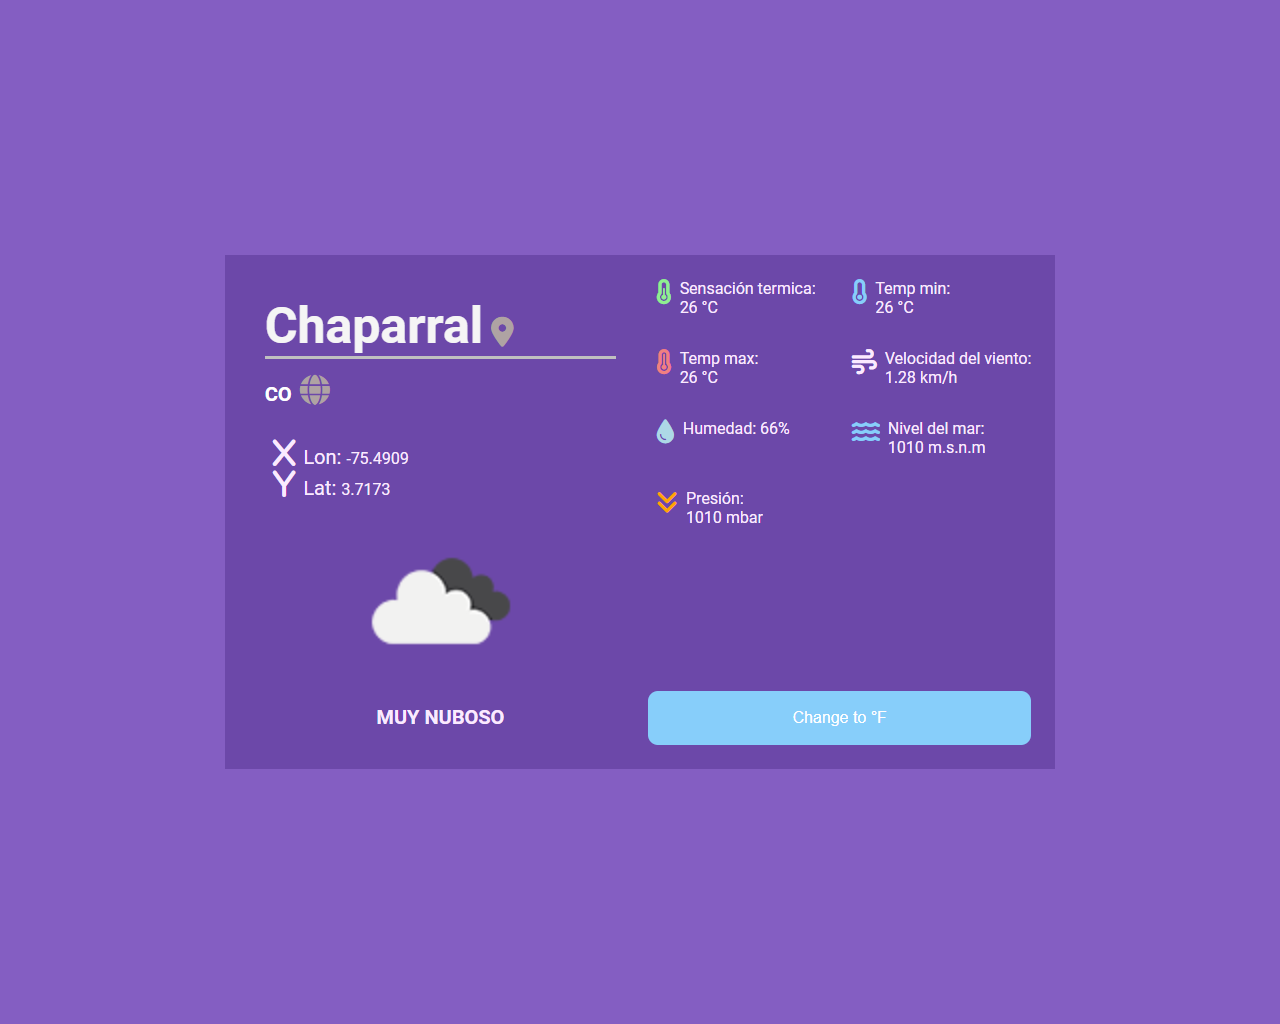 Chaparral
CO
Lon: -75.4909
Lat: 3.7173
MUY NUBOSO
Sensación termica:
26 °C
Temp min:
26 °C
Temp max:
26 °C
Velocidad del viento:
1.28 km/h
Humedad: 66%
Nivel del mar:
1010 m.s.n.m
Presión:
1010 mbar
Change to °F